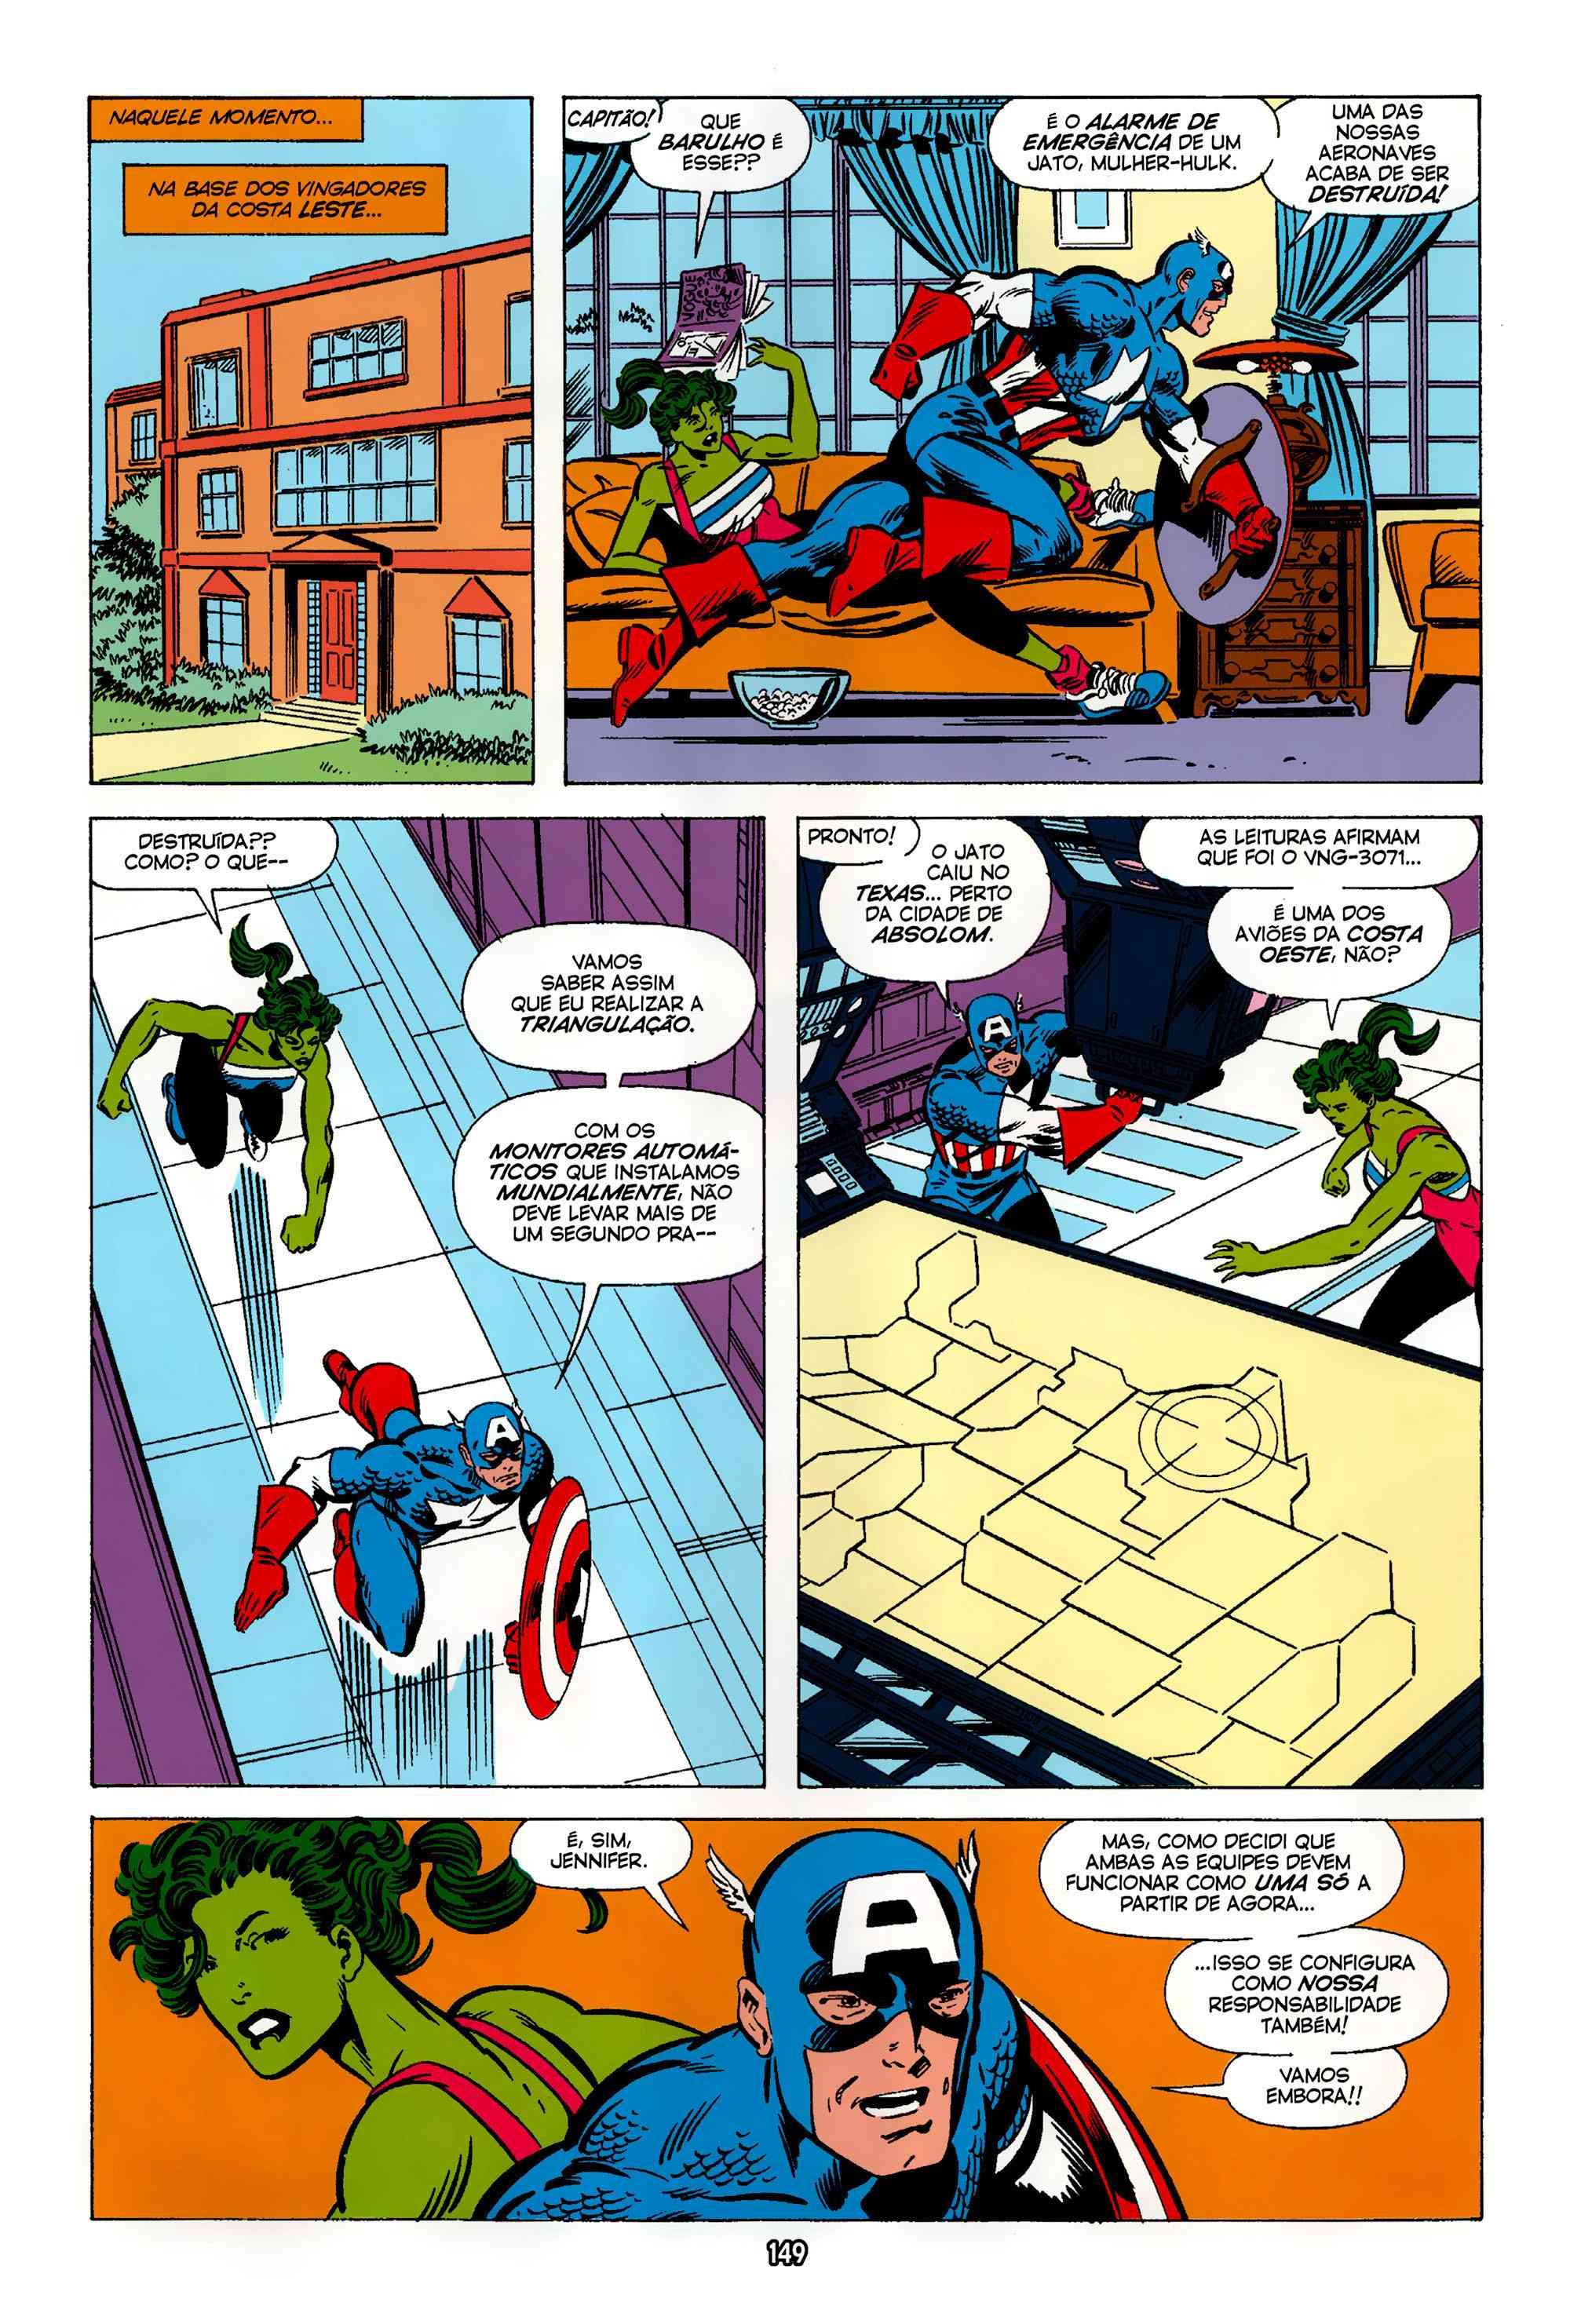 NAQUELE MOMENTO...
NA BASE DOS VINGADORES
DA COSTA LESTE...
CAPITÃO!
QUE
BARULHO É
ESSE??
VOGUE
É O ALARME DE
EMERGÊNCIA DE UM
JATO, MULHER-HULK.
UMA DAS
NOSSAS
AERONAVES
ACABA DE SER
DESTRUÍDA!
DESTRUÍDA??
COMO? O QUE--
VAMOS
SABER ASSIM
QUE EU REALIZAR A
TRIANGULAÇÃO.
COM OS
MONITORES AUTOMÁ-
TICOS QUE INSTALAMOS
MUNDIALMENTE, NÃO
DEVE LEVAR MAIS DE
UM SEGUNDO PRA--
A
PRONTO!
O JATO
CAIU NO
TEXAS... PERTO
DA CIDADE DE
ABSOLOM.
AS LEITURAS AFIRMAM
QUE FOI O VNG-3071...
É UMA DOS
AVIÕES DA COSTA
OESTE, NÃO?
A
É, SIM,
JENNIFER.
A
MAS, COMO DECIDI QUE
AMBAS AS EQUIPES DEVEM
FUNCIONAR COMO UMA SÓ A
PARTIR DE AGORA...
...ISSO SE CONFIGURA
COMO NOSSA
RESPONSABILIDADE
TAMBÉM!
VAMOS
EMBORA!!
149